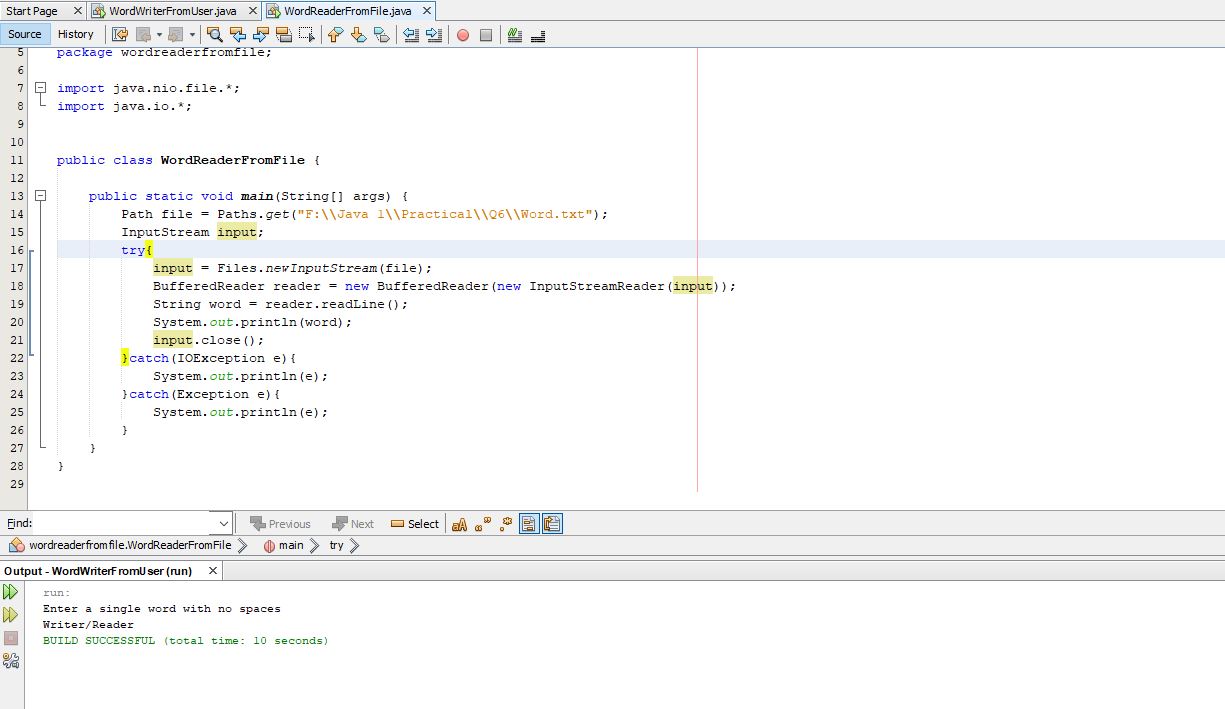 Start Page WordWriterFromUser.java WordReaderFromFile.java
Source History
5 package wordreaderfromfile;
6
7 import java.nio.file.*;
8 import java.io.*;
9
10
11 public class WordReaderFromFile {
12
13 public static void main(String[] args) {
14 Path file = Paths.get("F:\\Java 1\\Practical\\Q6\\Word.txt");
15 InputStream input;
16 try{
17 input = Files.newInputStream(file);
18 BufferedReader reader = new BufferedReader(new InputStreamReader(input));
19 String word = reader.readLine();
20 System.out.println(word);
21 input.close();
22 }catch(IOException e){
23 System.out.println(e);
24 }catch(Exception e){
25 System.out.println(e);
26 }
27 }
28 }
29
Find: Previous Next Select
wordreaderfromfile.WordReaderFromFile main try
Output - WordWriterFromUser (run)
run:
Enter a single word with no spaces
Writer/Reader
BUILD SUCCESSFUL (total time: 10 seconds)